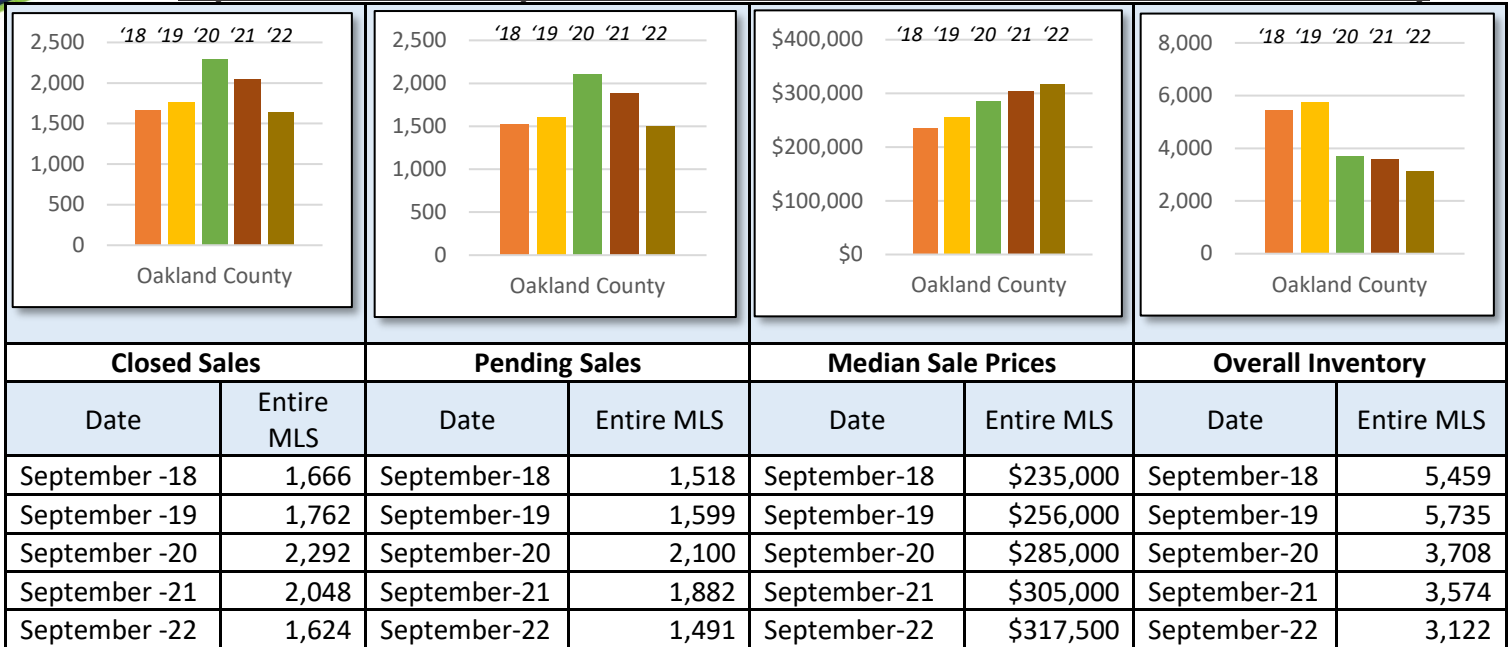 ‘18 ‘19 ‘20 ‘21 ‘22
2,500
2,000
1,500
1,000
500
0
Oakland County
‘18 ‘19 ‘20 ‘21 ‘22
2,500
2,000
1,500
1,000
500
0
Oakland County
‘18 ‘19 ‘20 ‘21 ‘22
$400,000
$300,000
$200,000
$100,000
$0
Oakland County
‘18 ‘19 ‘20 ‘21 ‘22
8,000
6,000
4,000
2,000
0
Oakland County
Closed Sales Pending Sales Median Sale Prices Overall Inventory
Date Entire MLS Date Entire MLS Date Entire MLS Date Entire MLS
September -18 1,666 September-18 1,518 September-18 $235,000 September-18 5,459
September -19 1,762 September-19 1,599 September-19 $256,000 September-19 5,735
September -20 2,292 September-20 2,100 September-20 $285,000 September-20 3,708
September -21 2,048 September-21 1,882 September-21 $305,000 September-21 3,574
September -22 1,624 September-22 1,491 September-22 $317,500 September-22 3,122